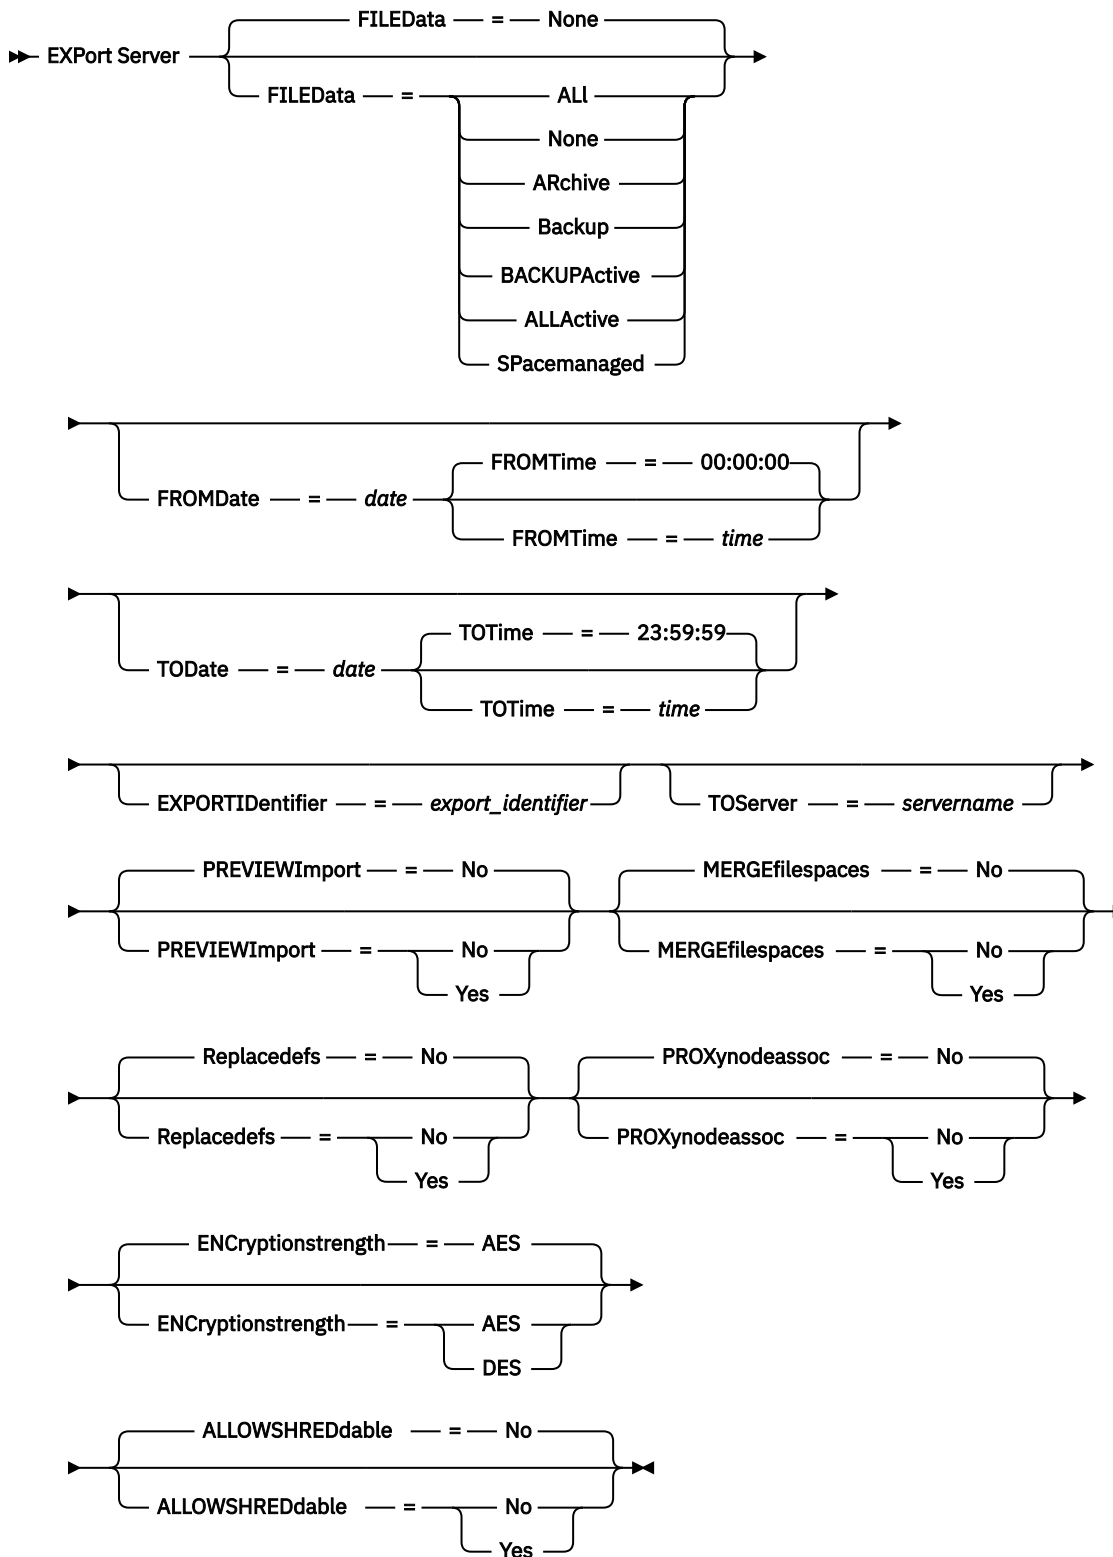 FILEData = None
EXPort Server
FILEData = ALl
None
ARchive
Backup
BACKUPActive
ALLActive
SPacemanaged
FROMTime = 00:00:00
FROMDate = date
FROMTime = time
TOTime = 23:59:59
TODate = date
TOTime = time
EXPORTIDentifier = export_identifier TOServer = servername
PREVIEWImport = No MERGEfilespaces = No
PREVIEWImport = No MERGEfilespaces = No
Yes Yes
Replacedefs = No PROXynodeassoc = No
Replacedefs = No PROXynodeassoc = No
Yes Yes
ENCryptionstrength = AES
ENCryptionstrength = AES
DES
ALLOWSHREDdable = No
ALLOWSHREDdable = No
Yes